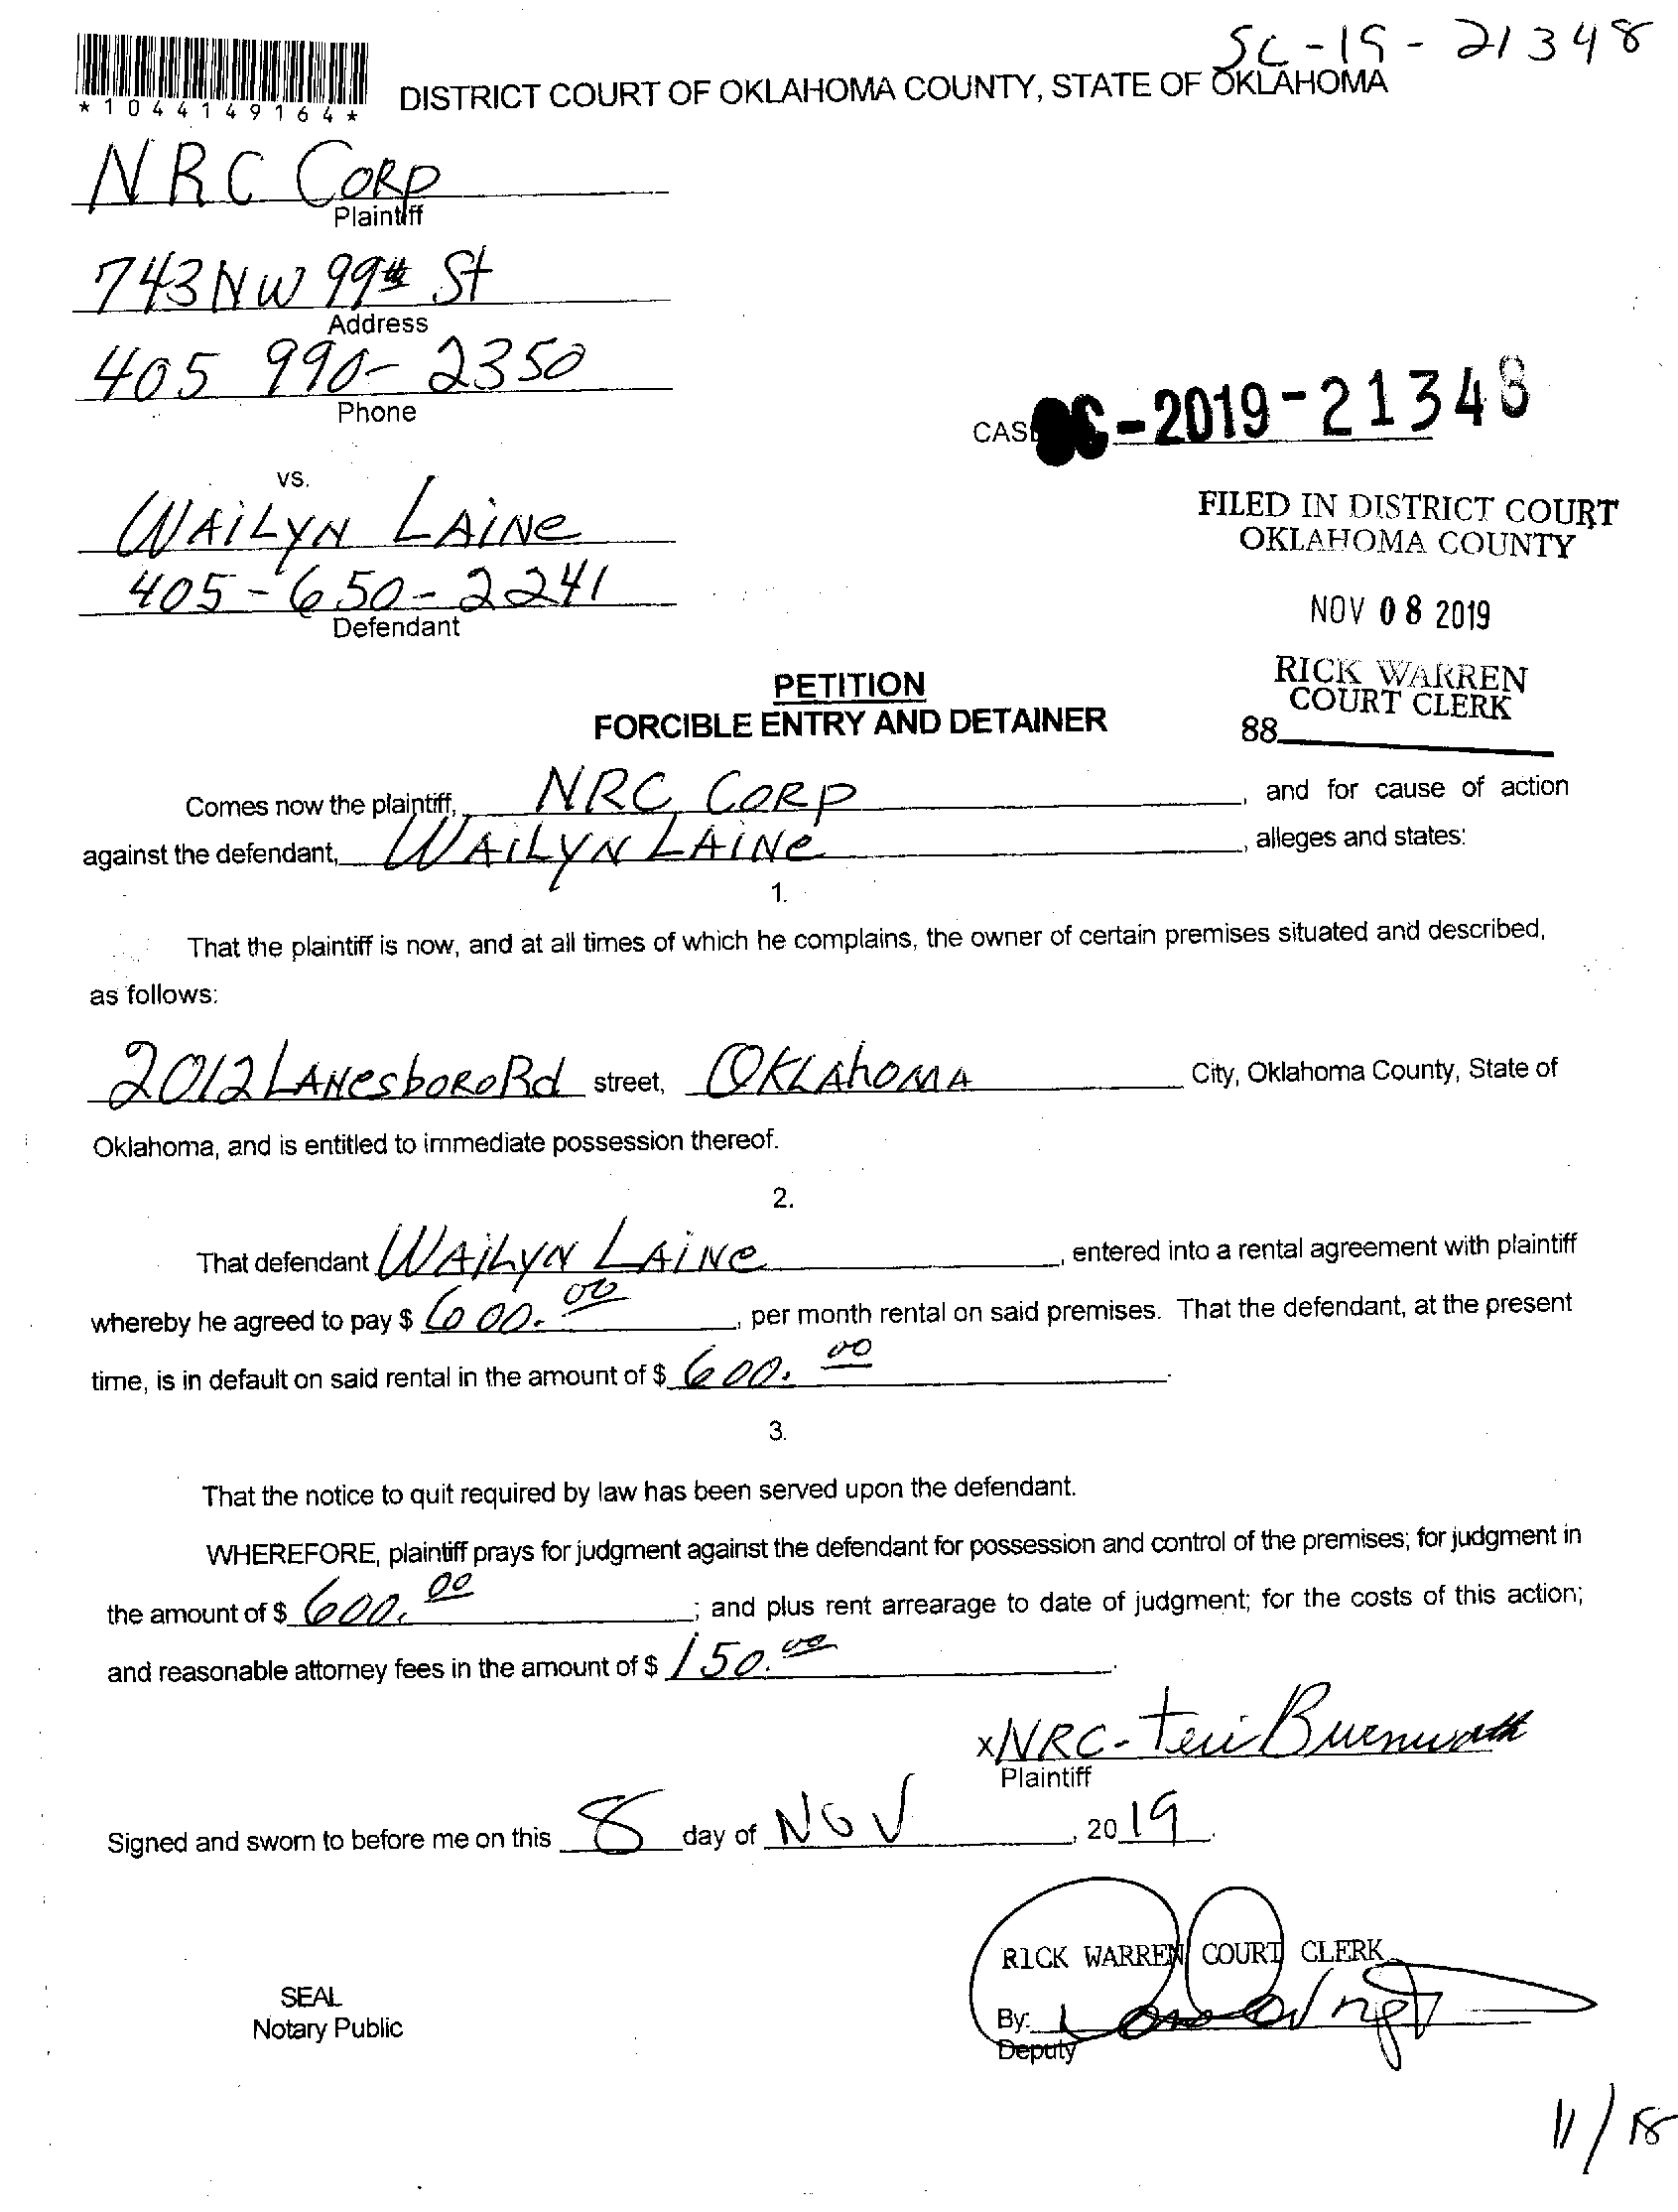 SC-19-21348
*1044149164*
DISTRICT COURT OF OKLAHOMA COUNTY, STATE OF OKLAHOMA
NRC CORP
Plaintiff
743 NW 99th St
Address
405 990-2350
Phone
CASE SC-2019-21348
vs.
WAILYN LAINE
405-650-2241
Defendant
FILED IN DISTRICT COURT
OKLAHOMA COUNTY
NOV 08 2019
RICK WARREN
COURT CLERK
88
PETITION
FORCIBLE ENTRY AND DETAINER
Comes now the plaintiff, NRC CORP, and for cause of action
against the defendant, WAILYN LAINE, alleges and states:
1.
That the plaintiff is now, and at all times of which he complains, the owner of certain premises situated and described,
as follows:
2012 LANesboRo Rd street, OKLAhOMA City, Oklahoma County, State of
Oklahoma, and is entitled to immediate possession thereof.
2.
That defendant WAILYN LAINE, entered into a rental agreement with plaintiff
whereby he agreed to pay $ 600.00, per month rental on said premises. That the defendant, at the present
time, is in default on said rental in the amount of $ 600.00.
3.
That the notice to quit required by law has been served upon the defendant.
WHEREFORE, plaintiff prays for judgment against the defendant for possession and control of the premises; for judgment in
the amount of $ 600.00; and plus rent arrearage to date of judgment; for the costs of this action;
and reasonable attorney fees in the amount of $ 150.00.
x NRC-Teri
Plaintiff
Signed and sworn to before me on this 8 day of NOV, 2019.
RICK WARREN COURT CLERK
SEAL
Notary Public
By:
Deputy
11/18